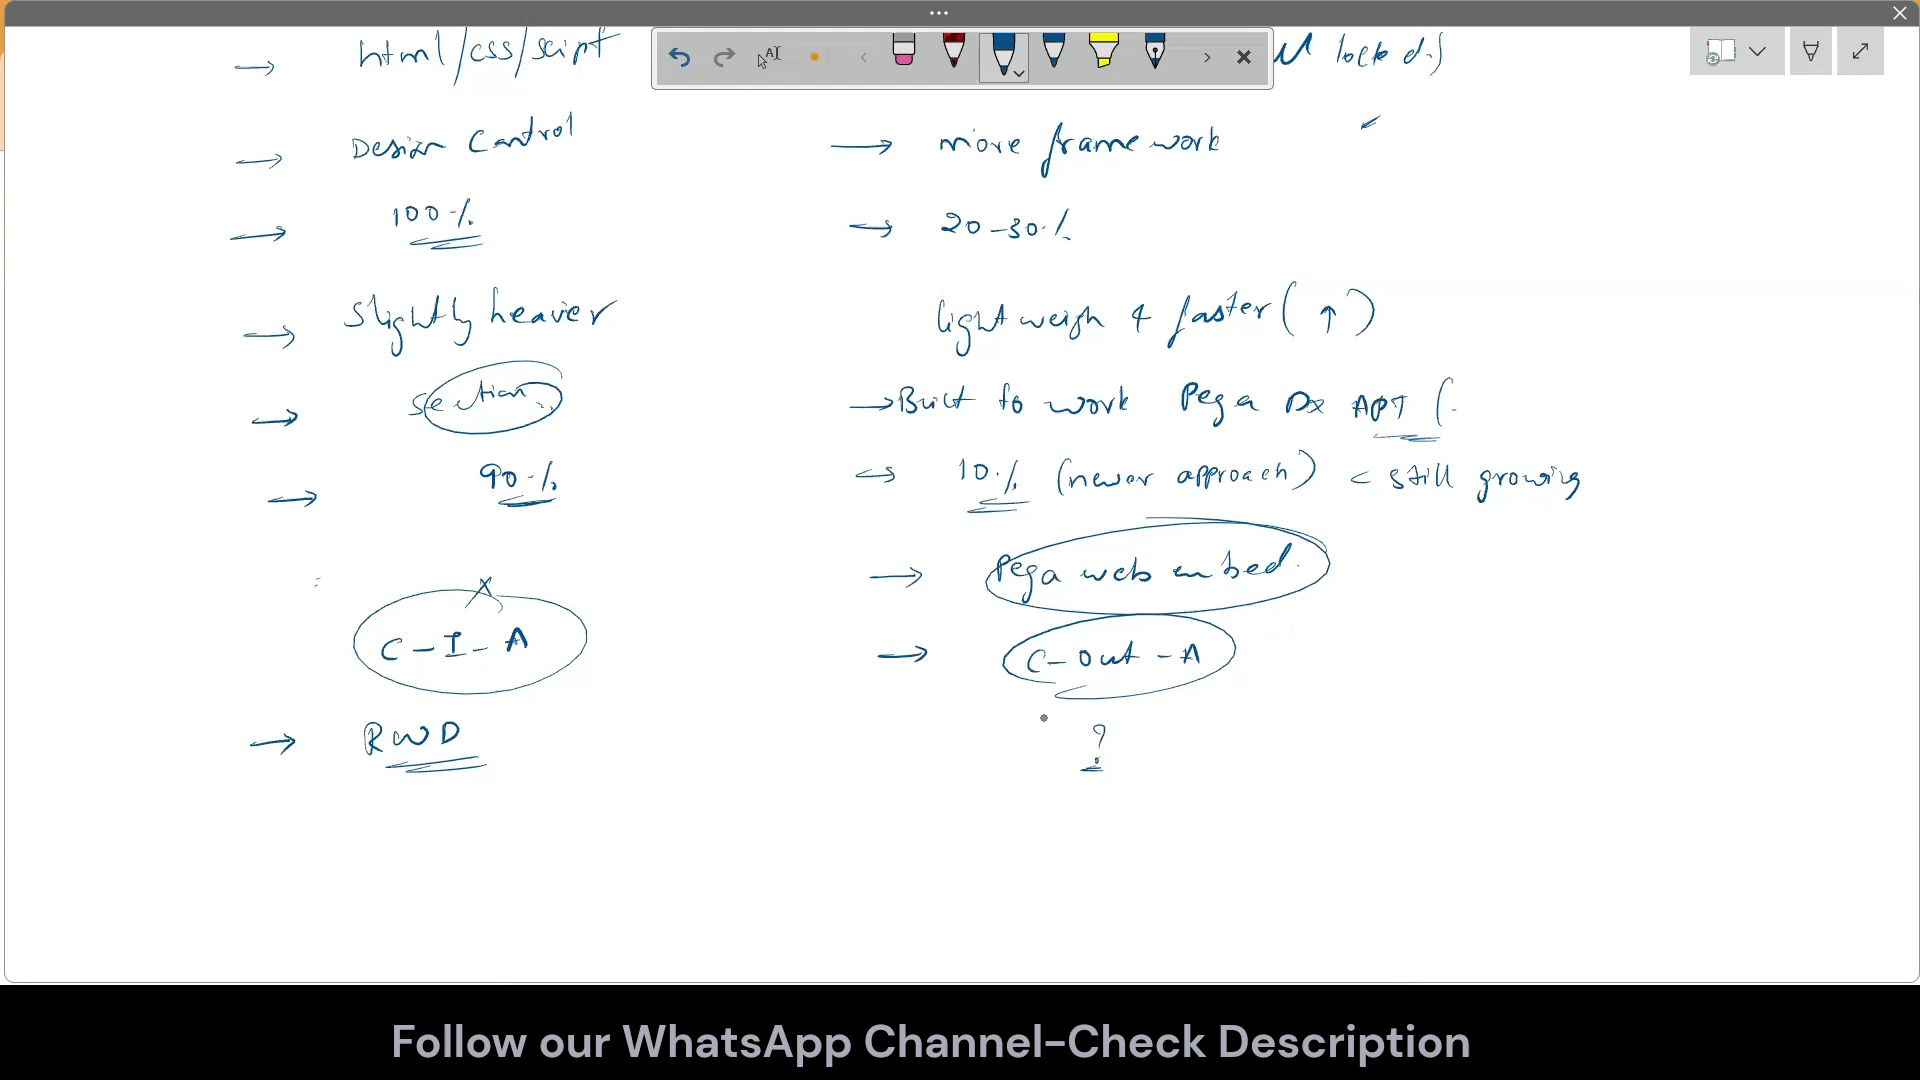 → html/css/script
locked.)
→ Design Control → more framework
→ 100% → 20-30%
→ Slightly heavier light weigh & faster (↑)
→ Section.. → Built to work Pega DX API (
→ 90% → 10% (newer approach) < still growing
→ Pega web embed.
C-I-A → C-out-A
→ RWD ?
Follow our WhatsApp Channel-Check Description